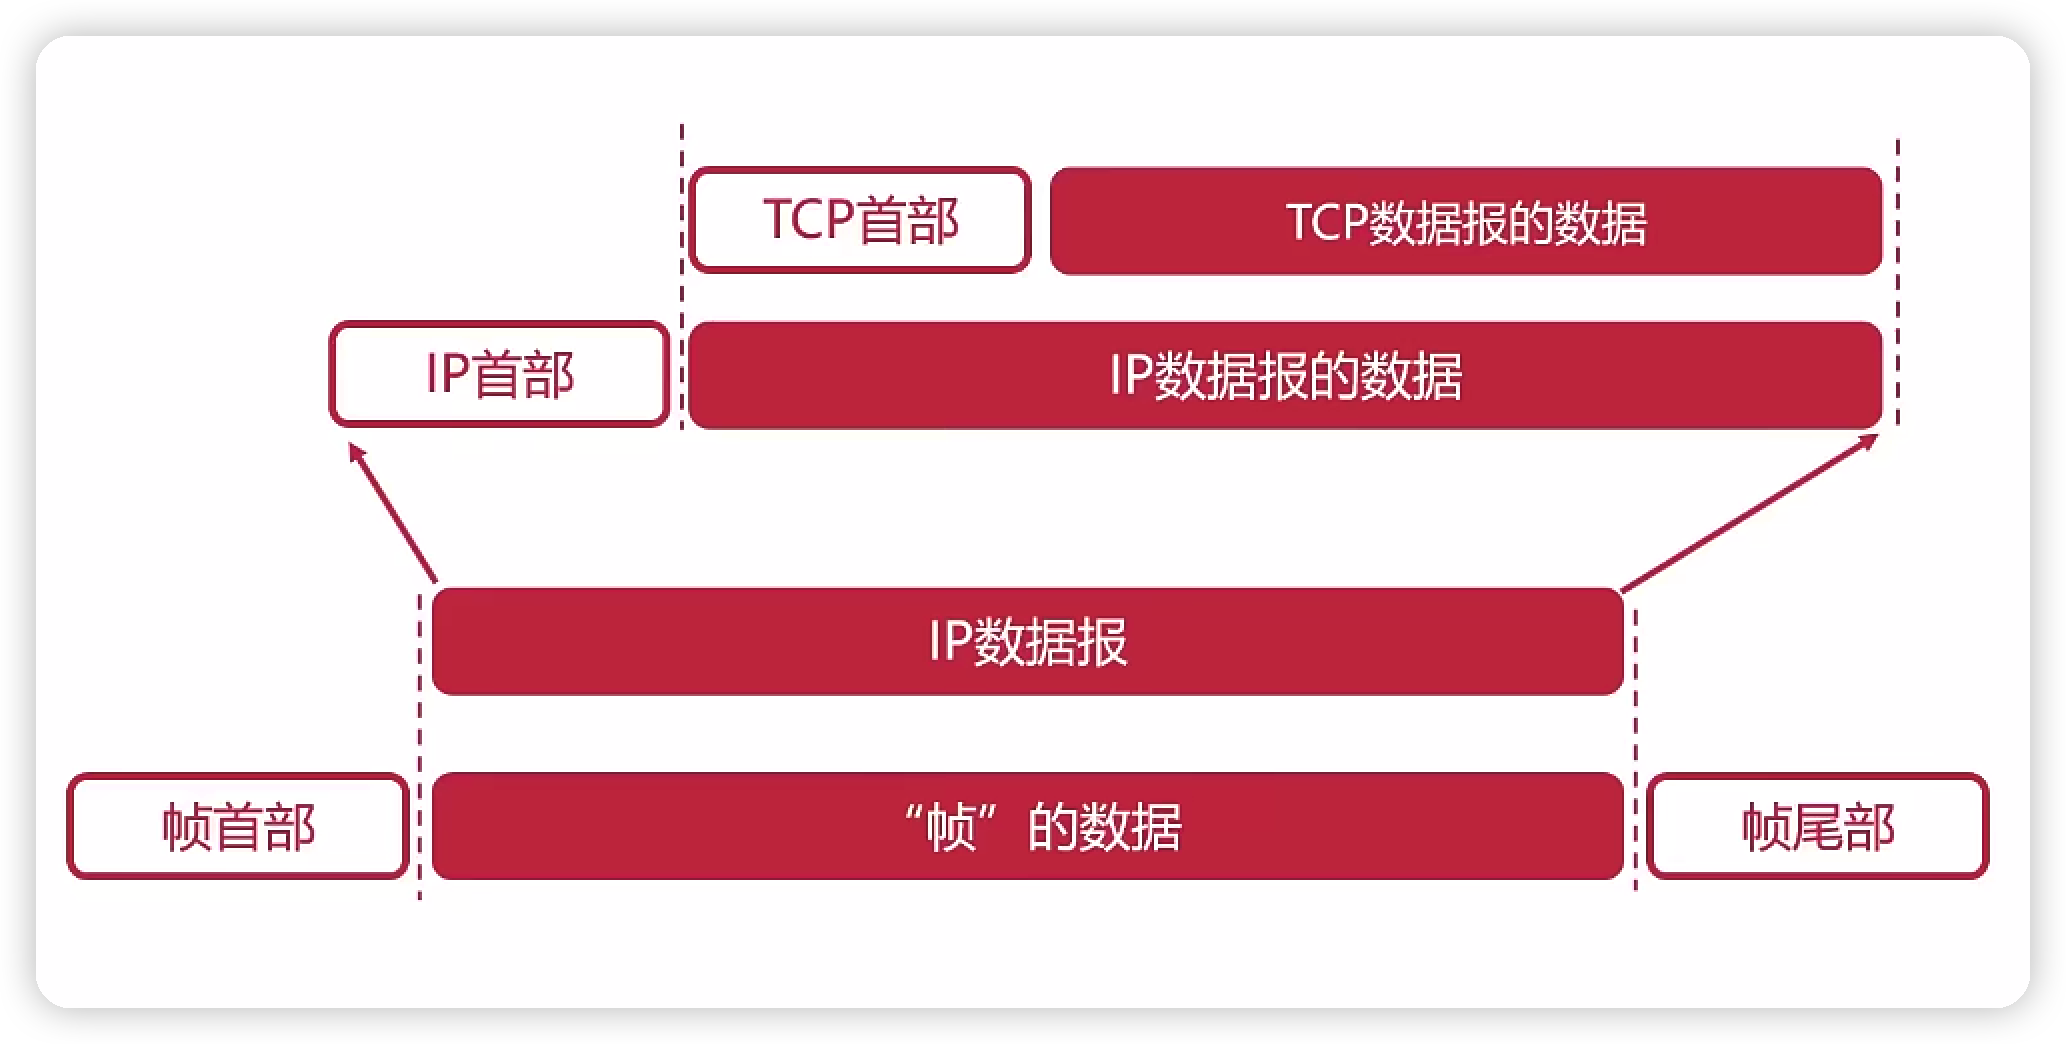 TCP首部
TCP数据报的数据
IP首部
IP数据报的数据
IP数据报
帧首部
“帧”的数据
帧尾部